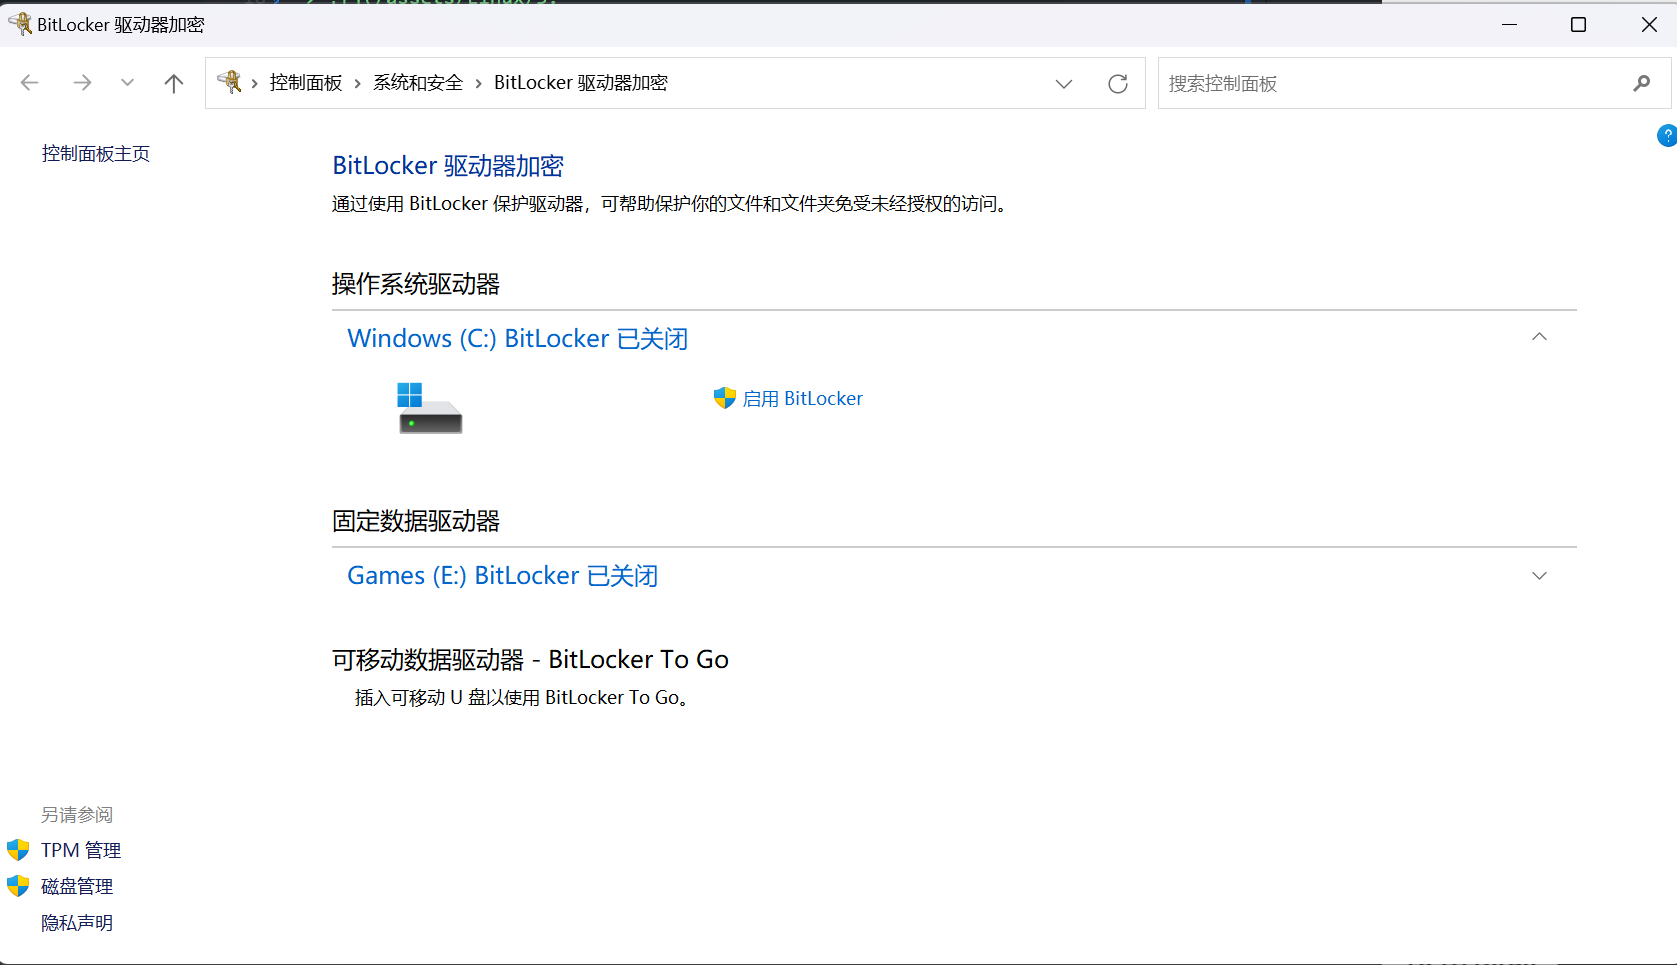 BitLocker 驱动器加密
控制面板 › 系统和安全 › BitLocker 驱动器加密
搜索控制面板
控制面板主页
BitLocker 驱动器加密
通过使用 BitLocker 保护驱动器，可帮助保护你的文件和文件夹免受未经授权的访问。
操作系统驱动器
Windows (C:) BitLocker 已关闭
启用 BitLocker
固定数据驱动器
Games (E:) BitLocker 已关闭
可移动数据驱动器 - BitLocker To Go
插入可移动 U 盘以使用 BitLocker To Go。
另请参阅
TPM 管理
磁盘管理
隐私声明